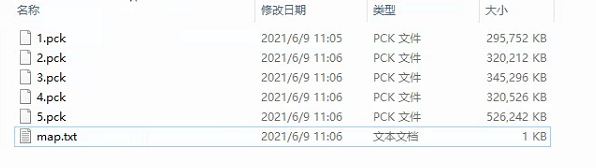 名称 修改日期 类型 大小
1.pck 2021/6/9 11:05 PCK 文件 295,752 KB
2.pck 2021/6/9 11:06 PCK 文件 320,212 KB
3.pck 2021/6/9 11:06 PCK 文件 345,296 KB
4.pck 2021/6/9 11:06 PCK 文件 320,526 KB
5.pck 2021/6/9 11:06 PCK 文件 526,242 KB
map.txt 2021/6/9 11:06 文本文档 1 KB